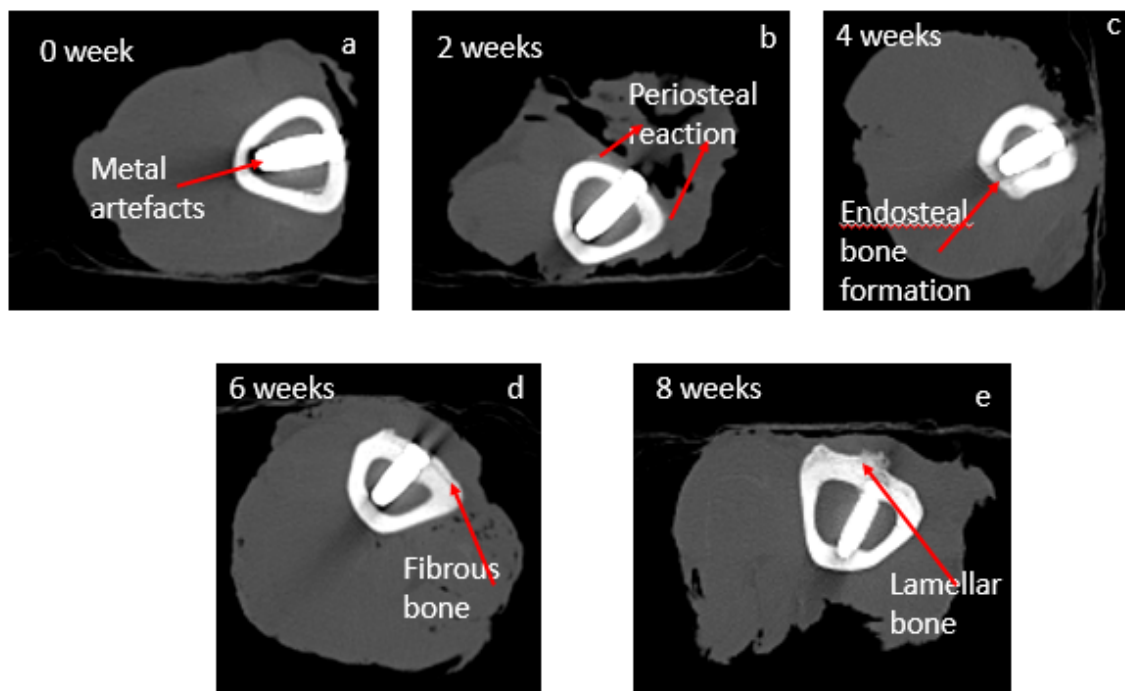 0 week
a
Metal
artefacts
2 weeks
b
Periosteal
reaction
4 weeks
c
Endosteal
bone
formation
6 weeks
d
Fibrous
bone
8 weeks
e
Lamellar
bone